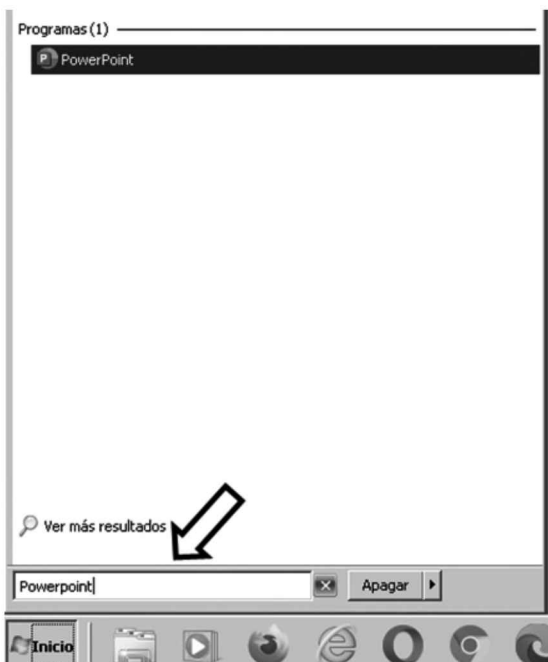 Programas (1)
PowerPoint
Ver más resultados
Powerpoint
Apagar
Inicio